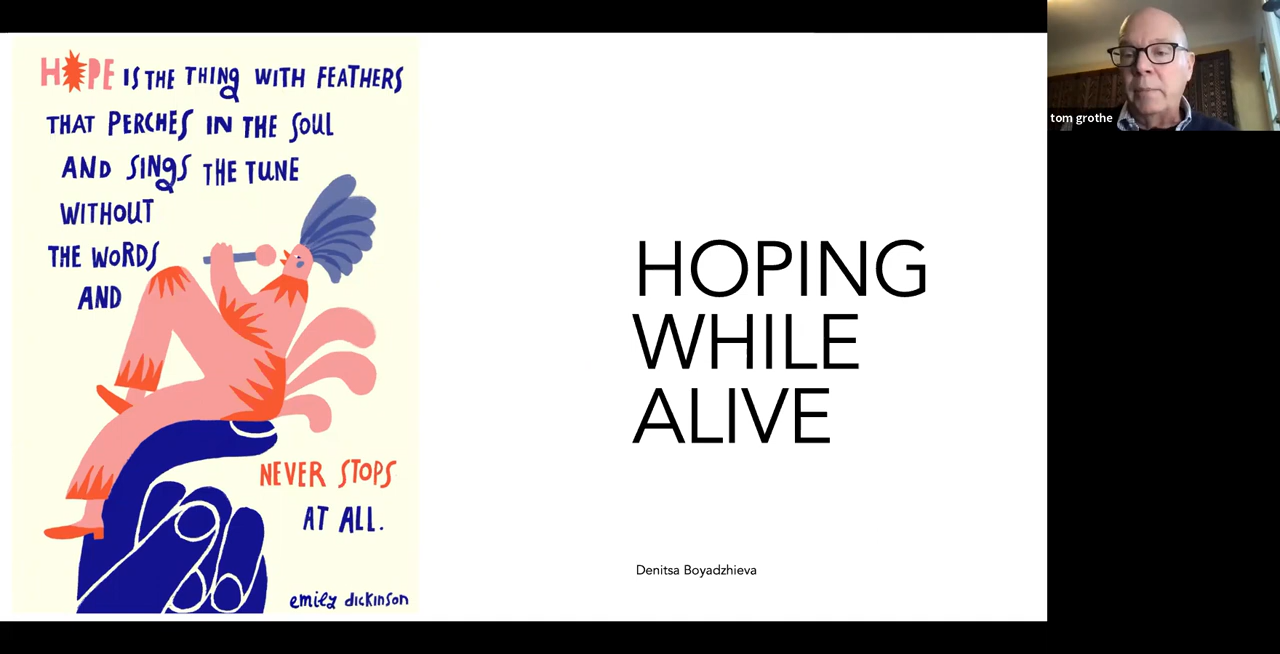 HOPE IS THE THING WITH FEATHERS
THAT PERCHES IN THE SOUL
AND SINGS THE TUNE
WITHOUT
THE WORDS
AND
NEVER STOPS
AT ALL.
emily dickinson
HOPING
WHILE
ALIVE
Denitsa Boyadzhieva
tom grothe